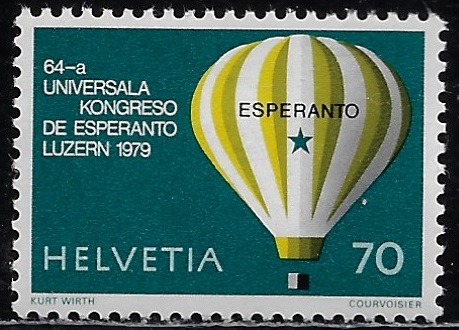 64-a
UNIVERSALA
KONGRESO
DE ESPERANTO
LUZERN 1979
ESPERANTO
HELVETIA 70
KURT WIRTH COURVOISIER